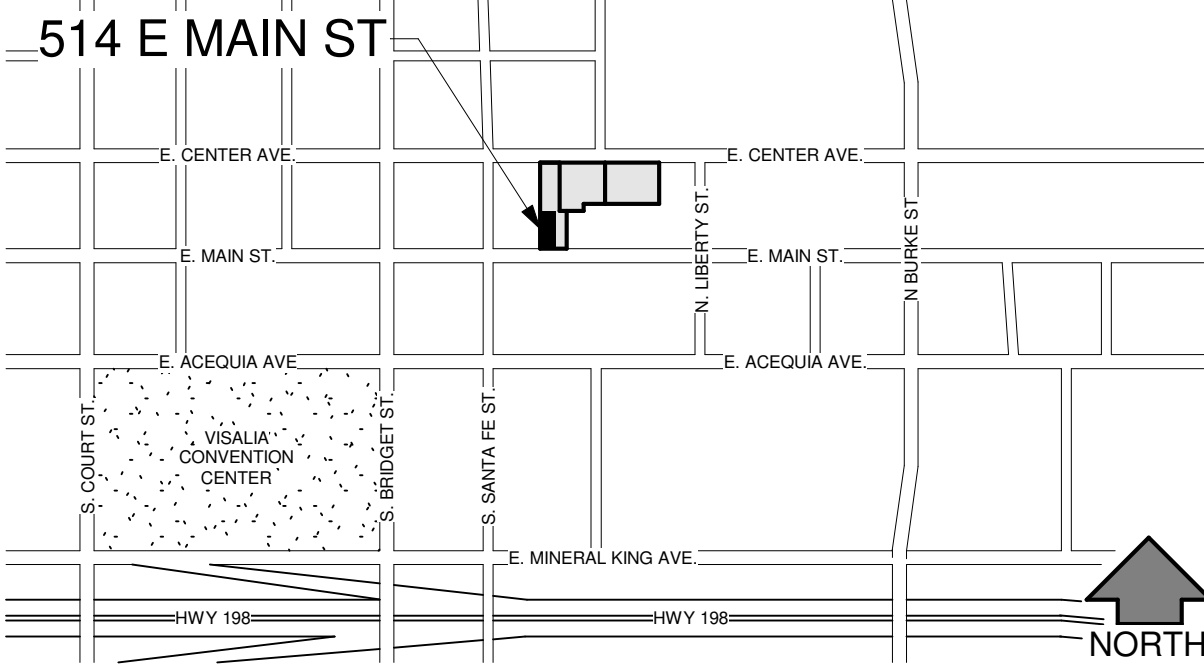 514 E MAIN ST
E. CENTER AVE.
E. CENTER AVE.
N. LIBERTY ST.
N BURKE ST
E. MAIN ST.
E. MAIN ST.
E. ACEQUIA AVE
E. ACEQUIA AVE.
S. COURT ST.
VISALIA
CONVENTION
CENTER
S. BRIDGET ST.
S. SANTA FE ST.
E. MINERAL KING AVE.
HWY 198
HWY 198
NORTH